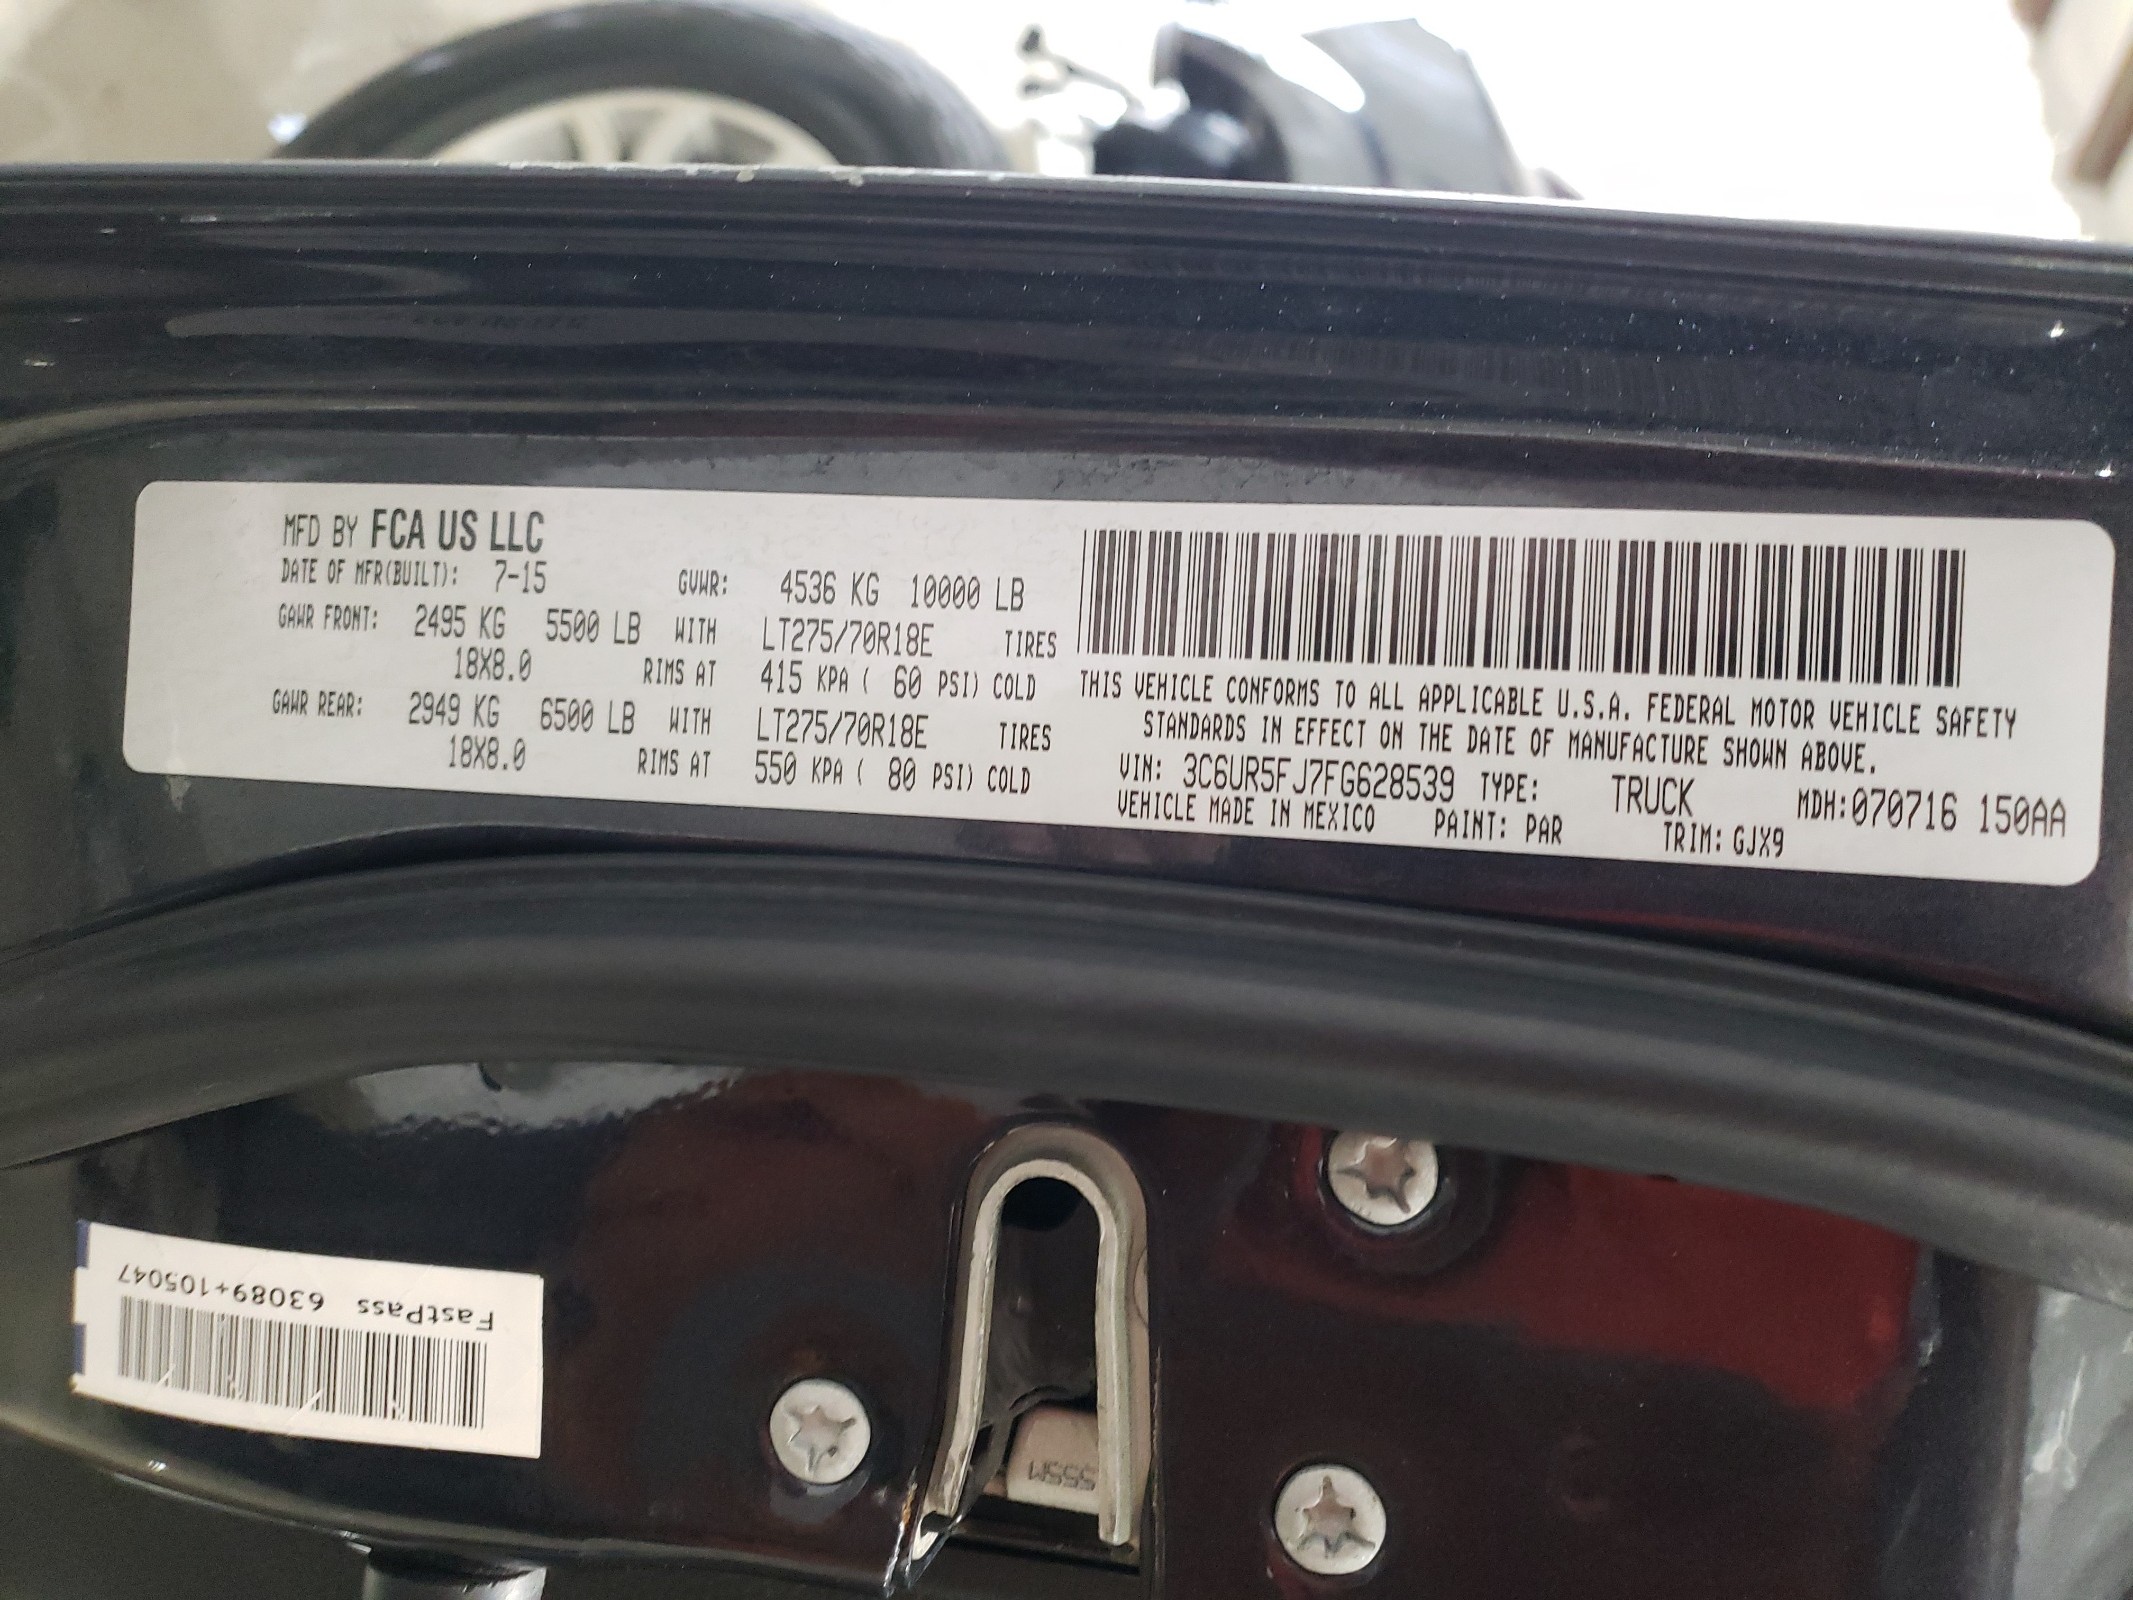 MFD BY FCA US LLC
DATE OF MFR(BUILT): 7-15 GVWR: 4536 KG 10000 LB
GAWR FRONT: 2495 KG 5500 LB WITH LT275/70R18E TIRES
18X8.0 RIMS AT 415 KPA ( 60 PSI) COLD
GAWR REAR: 2949 KG 6500 LB WITH LT275/70R18E TIRES
18X8.0 RIMS AT 550 KPA ( 80 PSI) COLD
THIS VEHICLE CONFORMS TO ALL APPLICABLE U.S.A. FEDERAL MOTOR VEHICLE SAFETY
STANDARDS IN EFFECT ON THE DATE OF MANUFACTURE SHOWN ABOVE.
VIN: 3C6UR5FJ7FG628539 TYPE: TRUCK MDH:070716 150AA
VEHICLE MADE IN MEXICO PAINT: PAR TRIM: GJX9
FastPass 63089+105047
555M